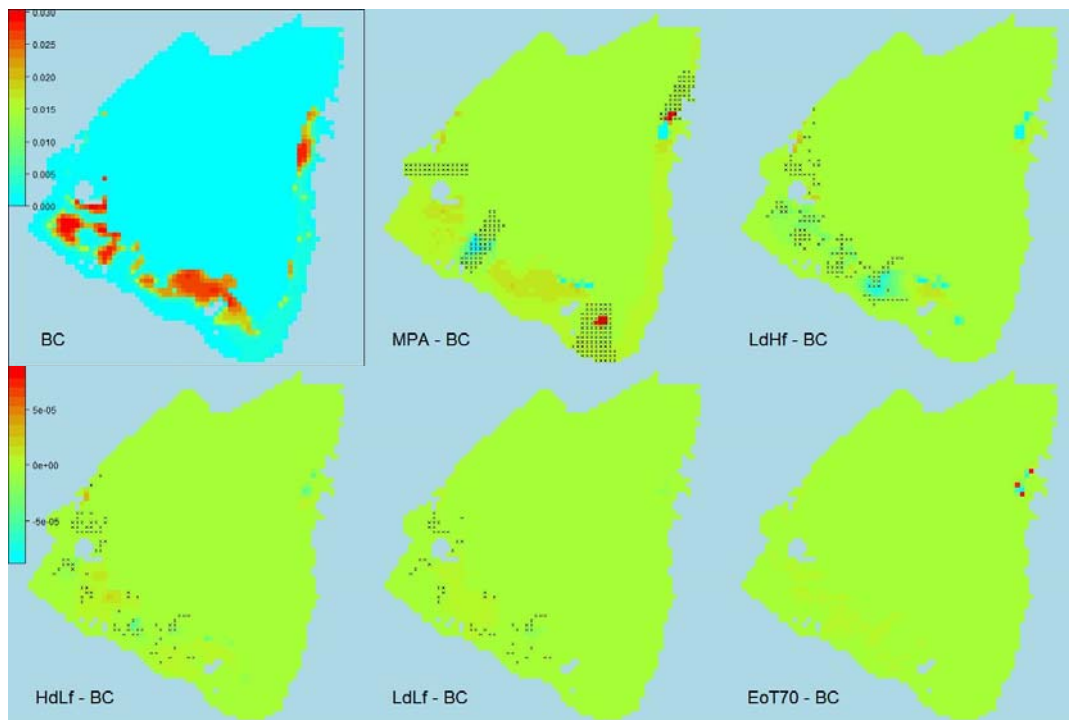 0.030
0.025
0.020
0.015
0.010
0.005
0.000
BC
MPA - BC
LdHf - BC
5e-05
0e+00
-5e-05
HdLf - BC
LdLf - BC
EoT70 - BC